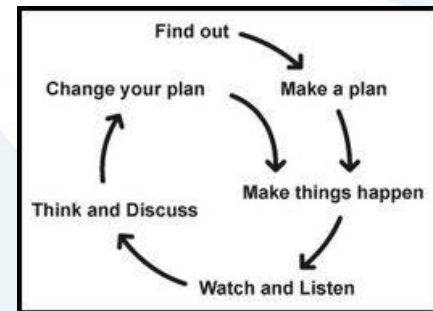 Find out
Make a plan
Make things happen
Watch and Listen
Think and Discuss
Change your plan